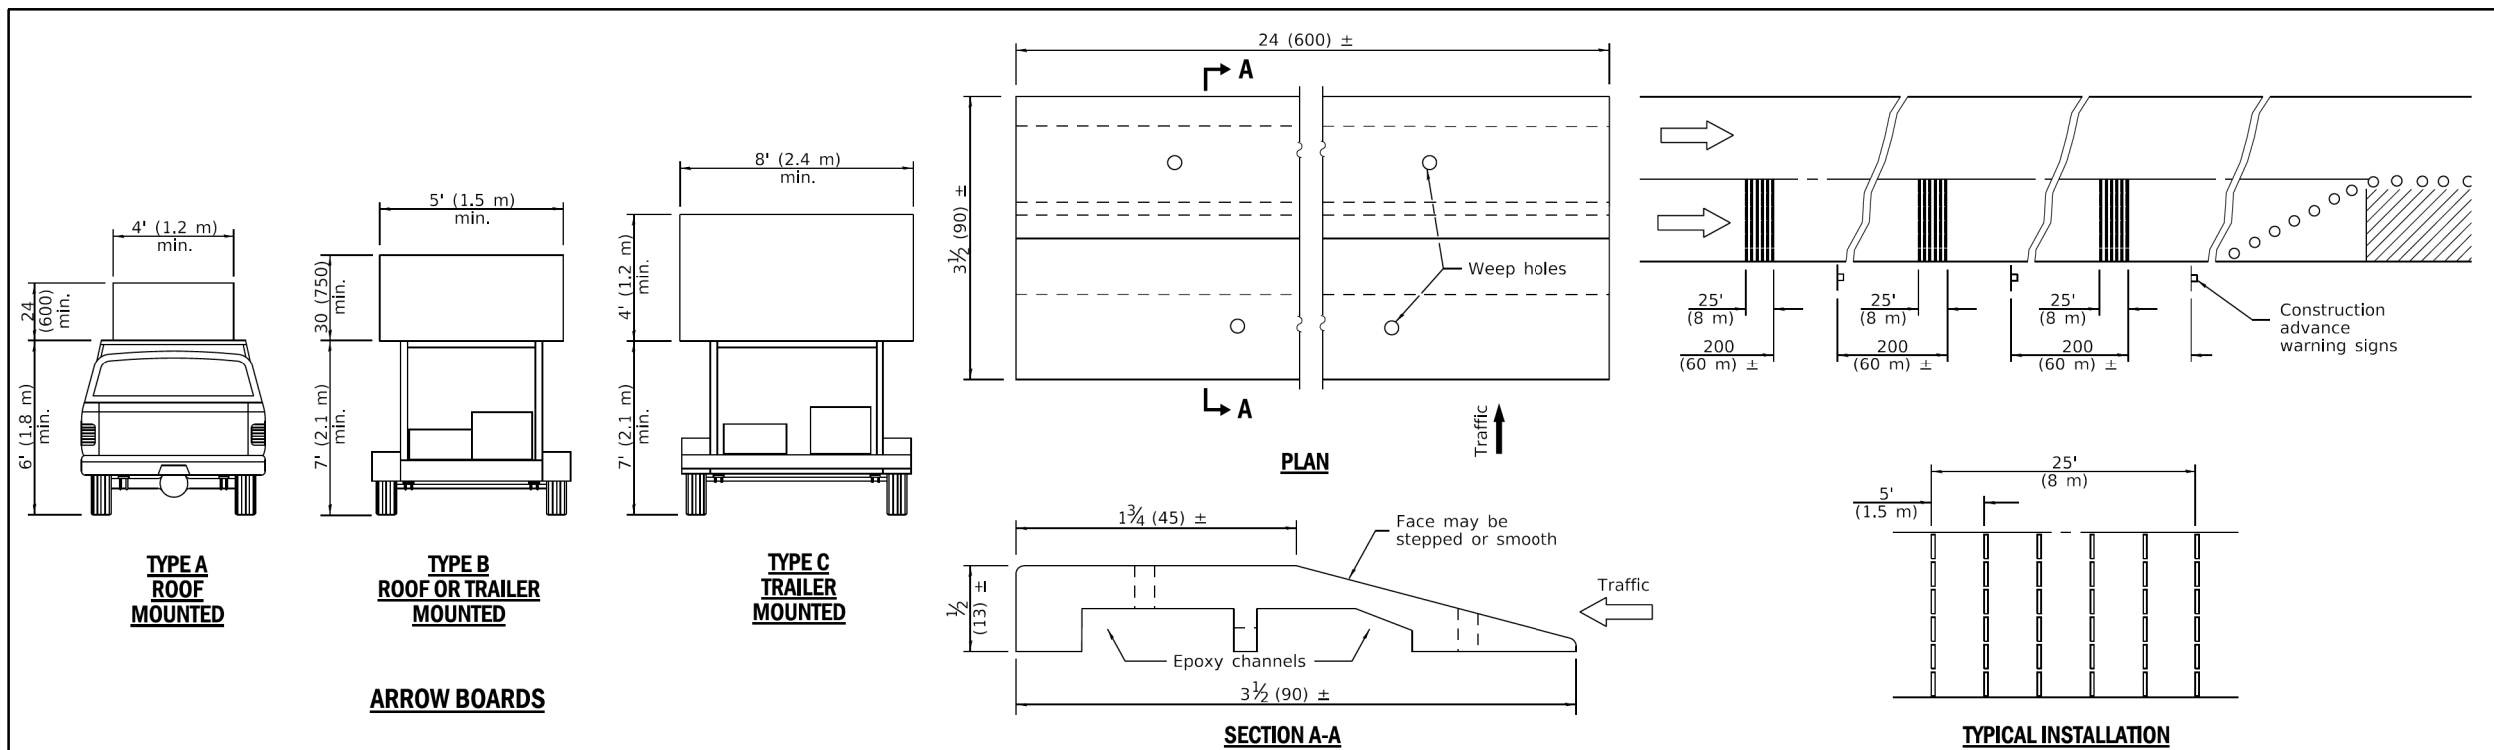 4' (1.2 m)
min.
24
(600)
min.
6' (1.8 m)
min.
TYPE A
ROOF
MOUNTED
5' (1.5 m)
min.
30 (750)
min.
7' (2.1 m)
min.
TYPE B
ROOF OR TRAILER
MOUNTED
8' (2.4 m)
min.
4' (1.2 m)
min.
7' (2.1 m)
min.
TYPE C
TRAILER
MOUNTED
ARROW BOARDS
24 (600) ±
A
3½ (90) ±
Weep holes
A
Traffic
PLAN
1¾ (45) ±
Face may be
stepped or smooth
½
(13) ±
Traffic
Epoxy channels
3½ (90) ±
SECTION A-A
25'
(8 m)
200
(60 m) ±
25'
(8 m)
200
(60 m) ±
25'
(8 m)
200
(60 m) ±
Construction
advance
warning signs
25'
(8 m)
5'
(1.5 m)
TYPICAL INSTALLATION